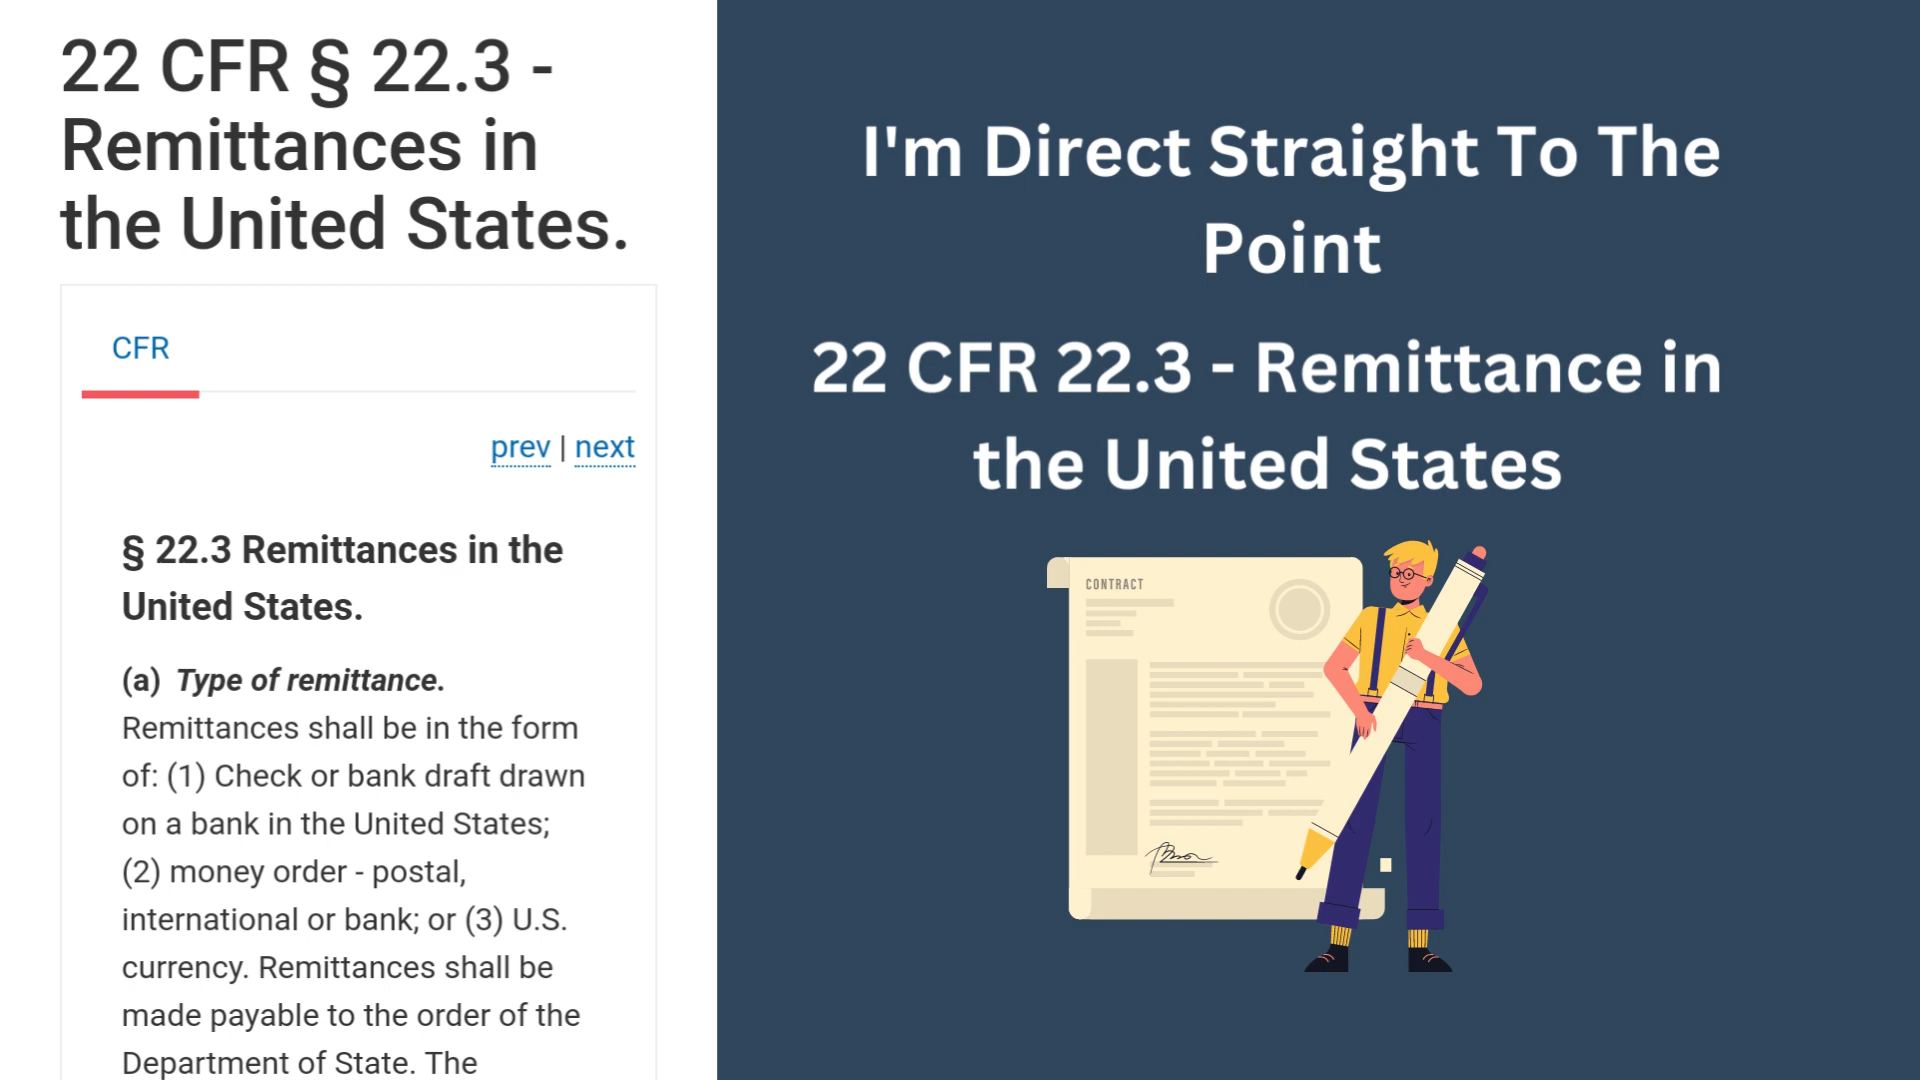 22 CFR § 22.3 -
Remittances in
the United States.
CFR
prev | next
§ 22.3 Remittances in the
United States.
(a) Type of remittance.
Remittances shall be in the form
of: (1) Check or bank draft drawn
on a bank in the United States;
(2) money order - postal,
international or bank; or (3) U.S.
currency. Remittances shall be
made payable to the order of the
Department of State. The
I'm Direct Straight To The
Point
22 CFR 22.3 - Remittance in
the United States
CONTRACT